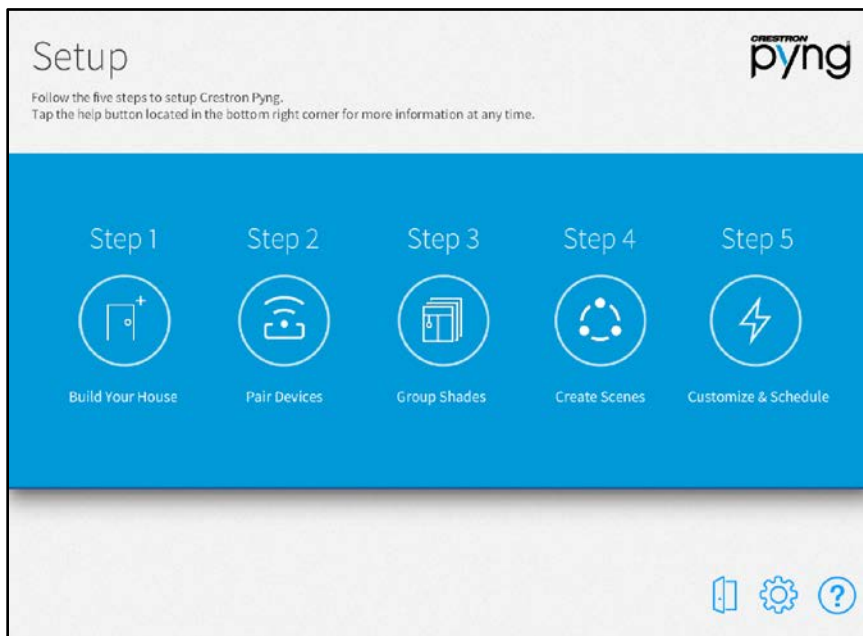 Setup
CRESTRON
pyng
Follow the five steps to setup Crestron Pyng.
Tap the help button located in the bottom right corner for more information at any time.
Step 1
Step 2
Step 3
Step 4
Step 5
Build Your House
Pair Devices
Group Shades
Create Scenes
Customize & Schedule
?